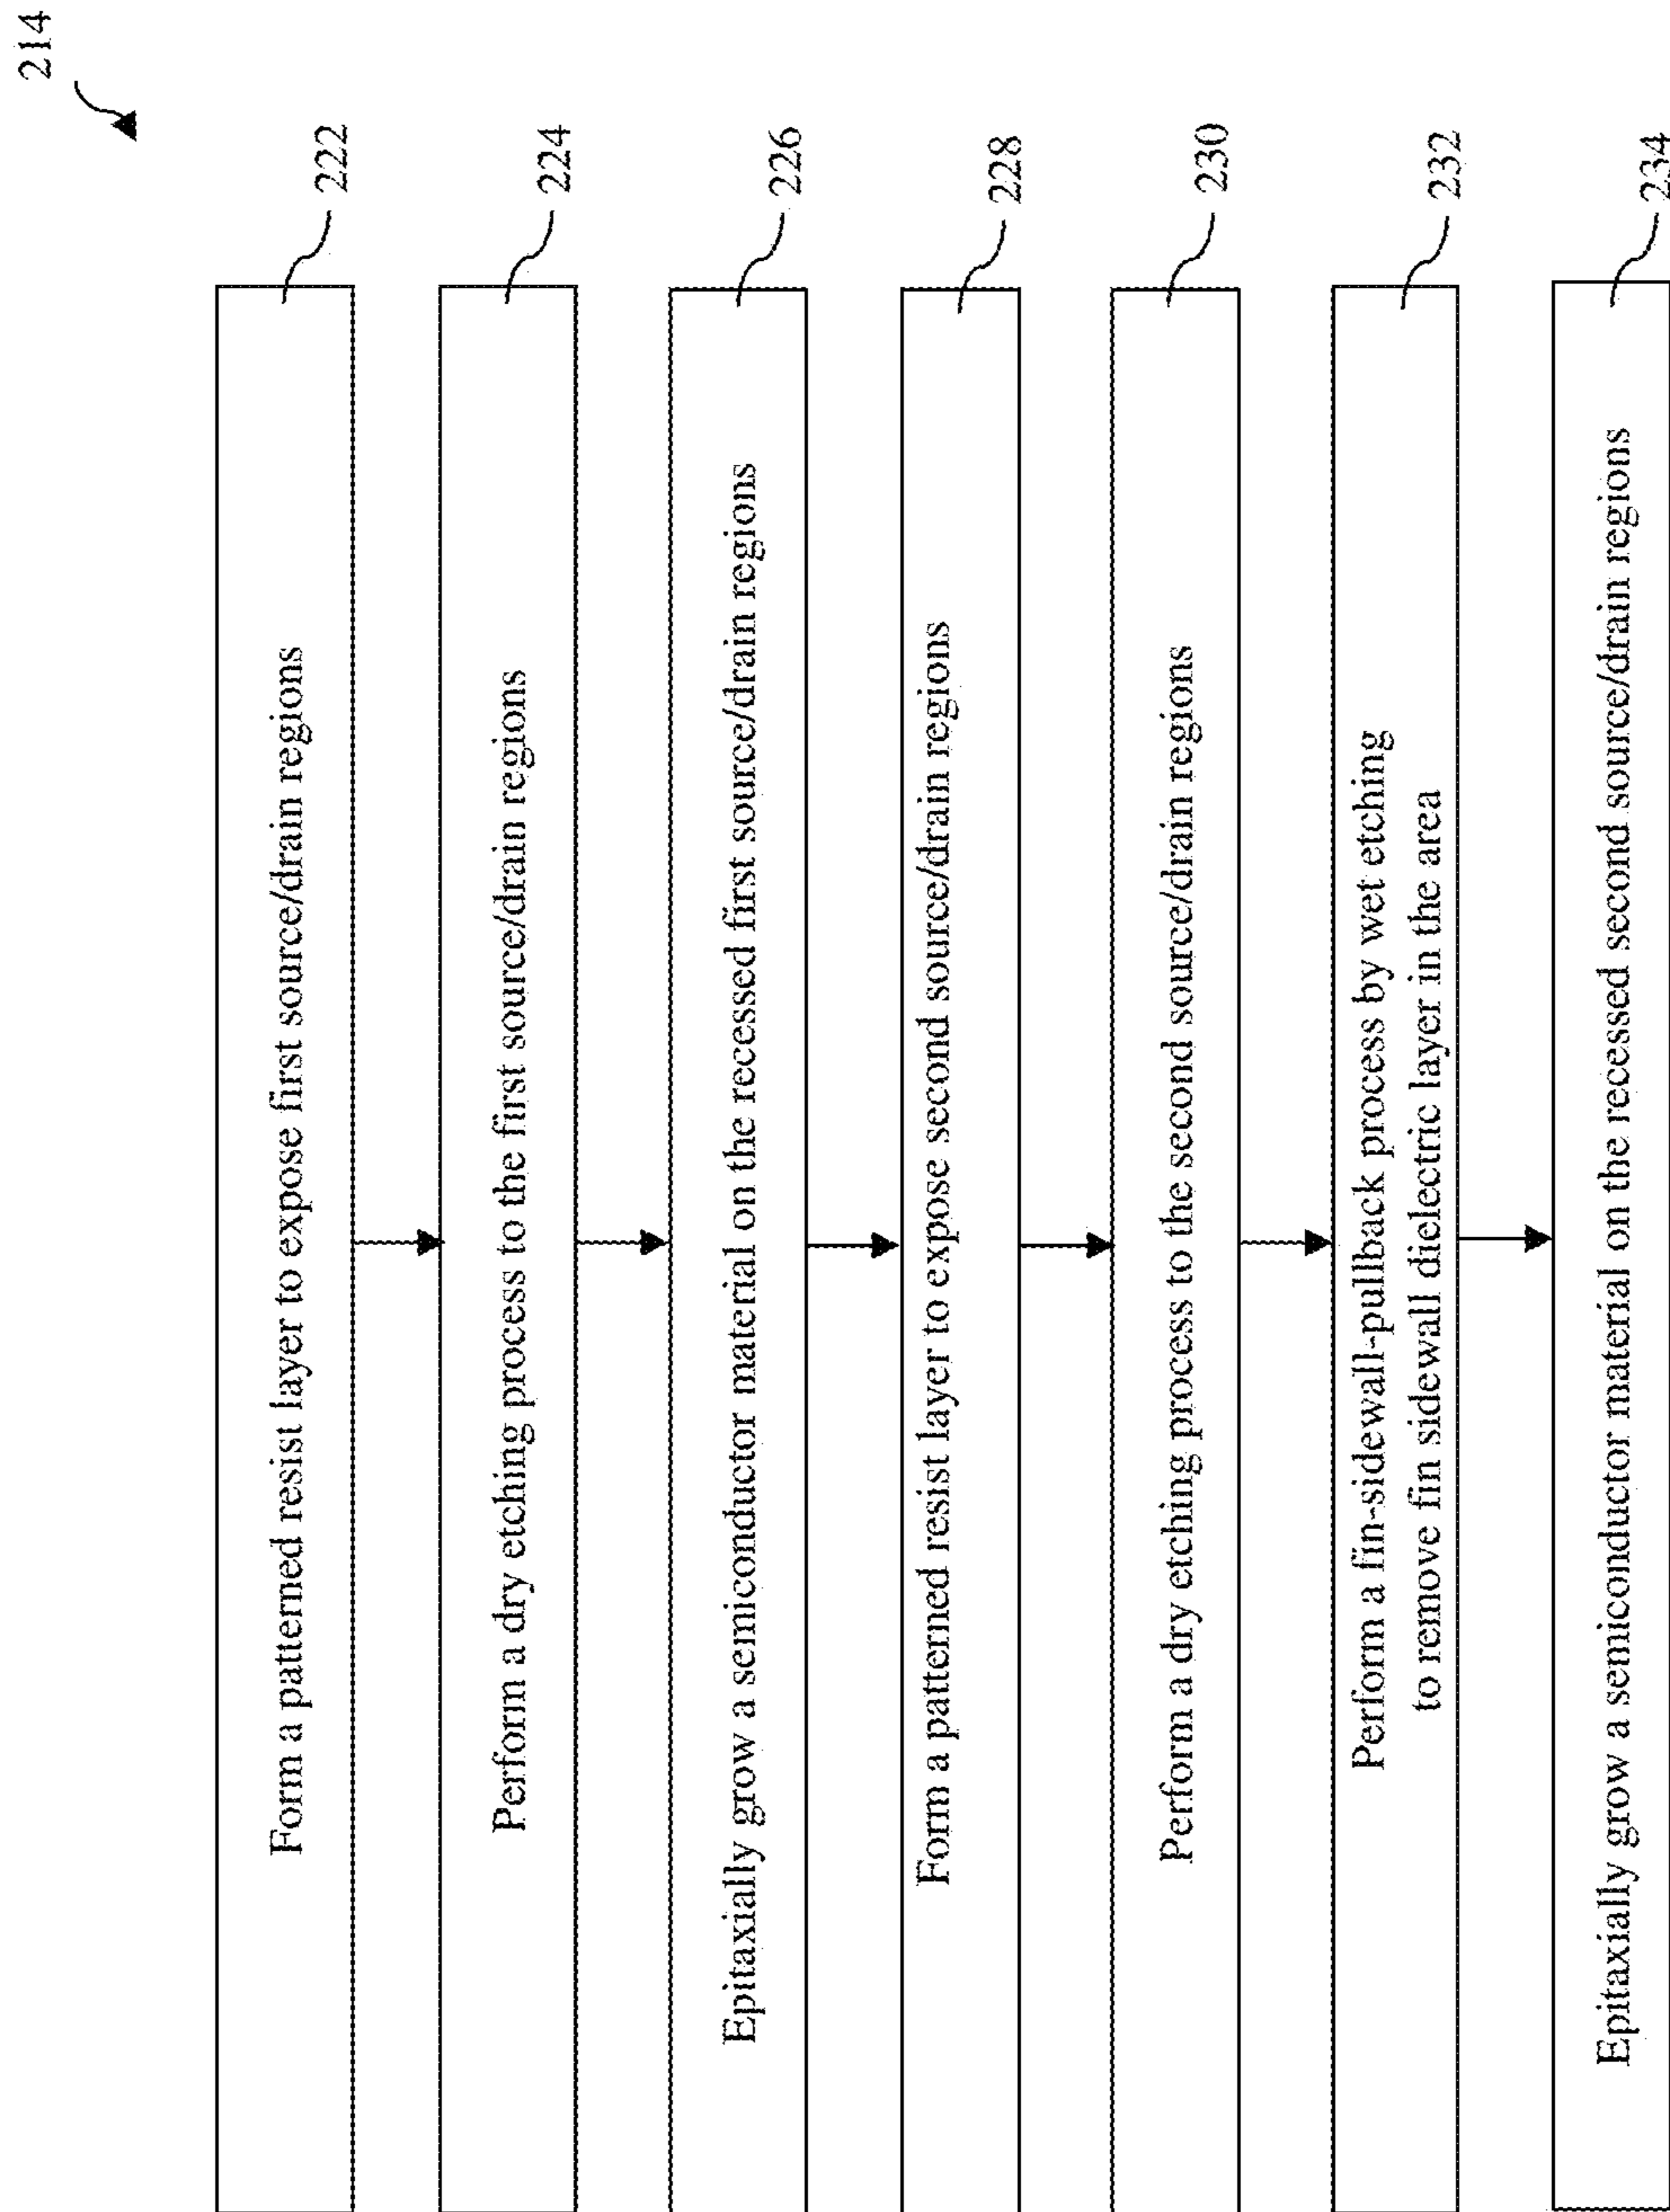 214
Form a patterned resist layer to expose first source/drain regions
222
Perform a dry etching process to the first source/drain regions
224
Epitaxially grow a semiconductor material on the recessed first source/drain regions
226
Form a patterned resist layer to expose second source/drain regions
228
Perform a dry etching process to the second source/drain regions
230
Perform a fin-sidewall-pullback process by wet etching
to remove fin sidewall dielectric layer in the area
232
Epitaxially grow a semiconductor material on the recessed second source/drain regions
234